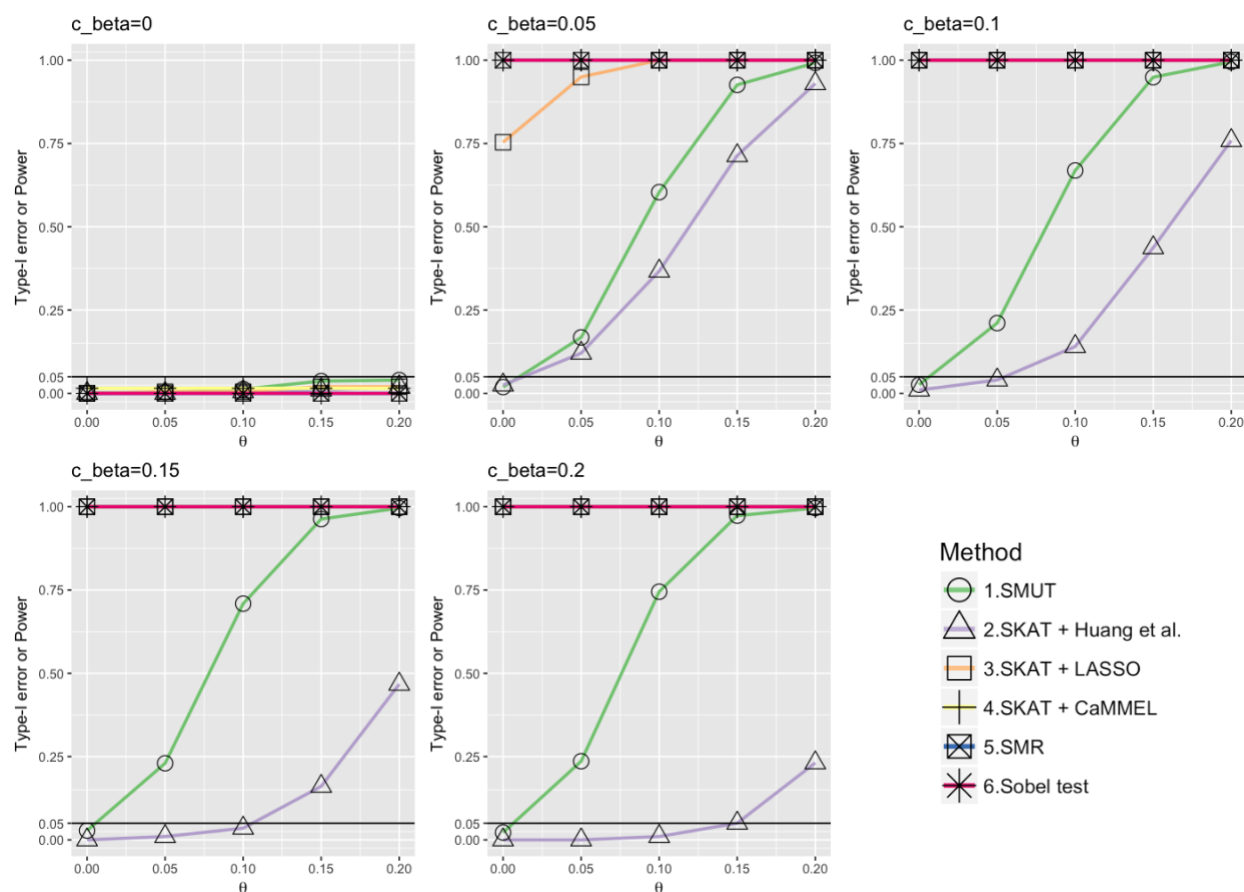 c_beta=0
c_beta=0.05
c_beta=0.1
Type-I error or Power
1.00
0.75
0.50
0.25
0.05
0.00
0.00 0.05 0.10 0.15 0.20
θ
Type-I error or Power
1.00
0.75
0.50
0.25
0.05
0.00
0.00 0.05 0.10 0.15 0.20
θ
Type-I error or Power
1.00
0.75
0.50
0.25
0.05
0.00
0.00 0.05 0.10 0.15 0.20
θ
c_beta=0.15
c_beta=0.2
Type-I error or Power
1.00
0.75
0.50
0.25
0.05
0.00
0.00 0.05 0.10 0.15 0.20
θ
Type-I error or Power
1.00
0.75
0.50
0.25
0.05
0.00
0.00 0.05 0.10 0.15 0.20
θ
Method
1.SMUT
2.SKAT + Huang et al.
3.SKAT + LASSO
4.SKAT + CaMMEL
5.SMR
6.Sobel test